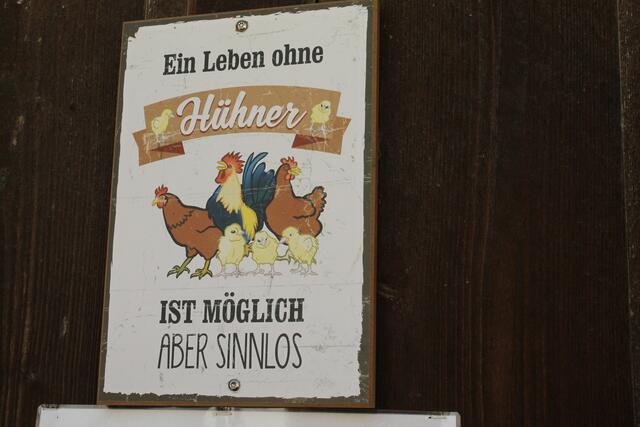 Ein Leben ohne
Hühner
IST MÖGLICH
ABER SINNLOS